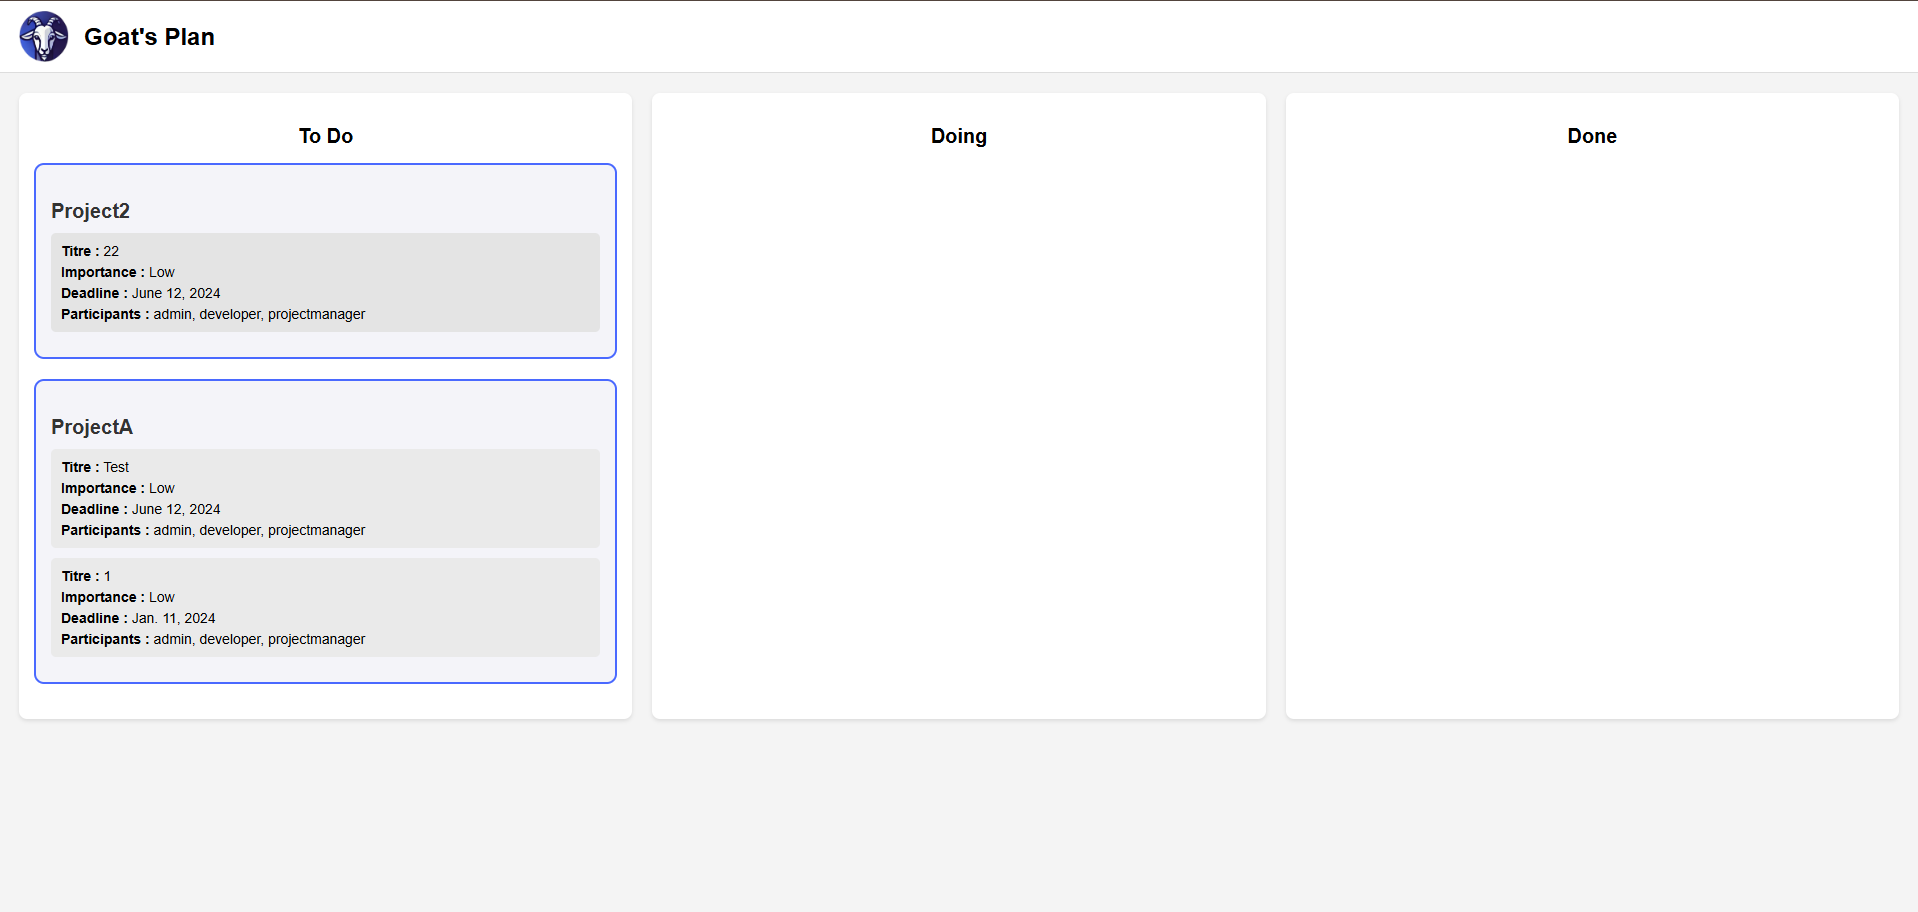 Goat's Plan
To Do
Project2
Titre : 22
Importance : Low
Deadline : June 12, 2024
Participants : admin, developer, projectmanager
ProjectA
Titre : Test
Importance : Low
Deadline : June 12, 2024
Participants : admin, developer, projectmanager
Titre : 1
Importance : Low
Deadline : Jan. 11, 2024
Participants : admin, developer, projectmanager
Doing
Done